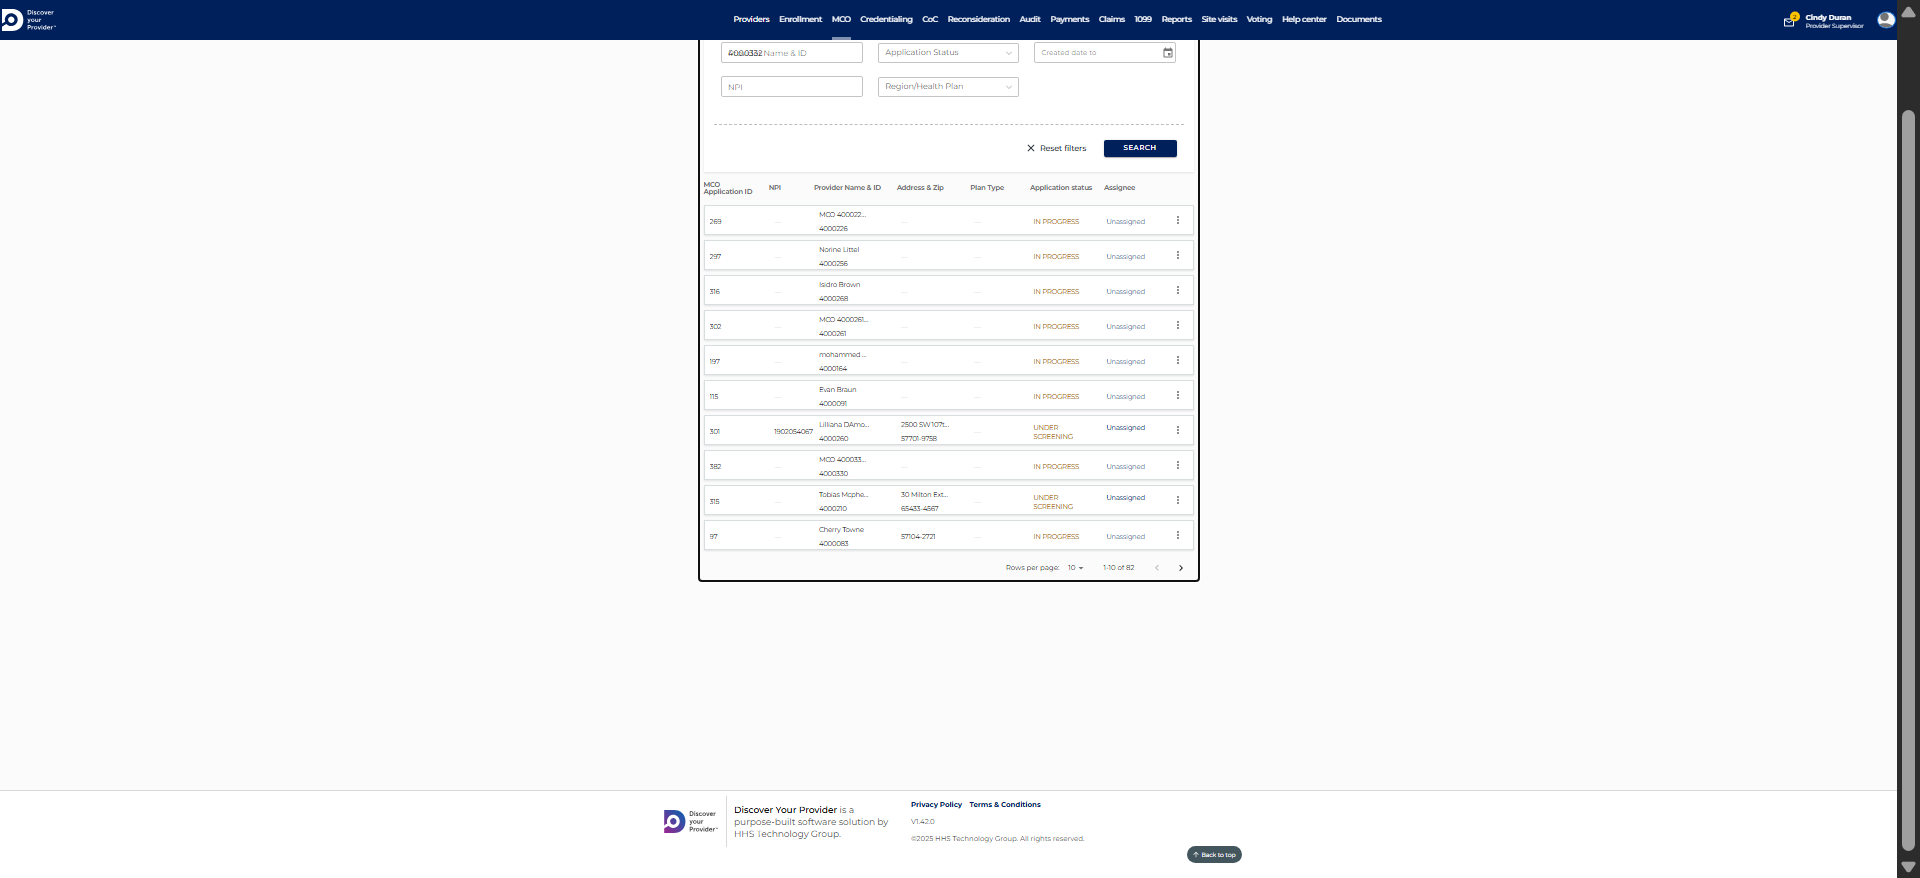 Discover
your
Provider
Providers Enrollment MCO Credentialing CoC Reconsideration Audit Payments Claims 1099 Reports Site visits Voting Help center Documents
2
Cindy Duran
Provider Supervisor
4000332 Name & ID
Application Status
Created date to
NPI
Region/Health Plan
Reset filters
SEARCH
MCO Application ID NPI Provider Name & ID Address & Zip Plan Type Application status Assignee
269 --- MCO 400022... --- --- IN PROGRESS Unassigned
4000226
297 --- Norine Littel --- --- IN PROGRESS Unassigned
4000256
316 --- Isidro Brown --- --- IN PROGRESS Unassigned
4000268
302 --- MCO 4000261... --- --- IN PROGRESS Unassigned
4000261
197 --- mohammed ... --- --- IN PROGRESS Unassigned
4000164
115 --- Evan Braun --- --- IN PROGRESS Unassigned
4000091
301 1902054067 Lilliana DAmo... 2500 SW 107t... --- UNDER SCREENING Unassigned
4000260 57701-9758
382 --- MCO 400033... --- --- IN PROGRESS Unassigned
4000330
315 --- Tobias Mcphe... 30 Milton Ext... --- UNDER SCREENING Unassigned
4000210 65433-4567
97 --- Cherry Towne 57104-2721 --- IN PROGRESS Unassigned
4000083
Rows per page: 10 1-10 of 82
Discover
your
Provider
Discover Your Provider is a
purpose-built software solution by
HHS Technology Group.
Privacy Policy Terms & Conditions
V1.42.0
©2025 HHS Technology Group. All rights reserved.
Back to top